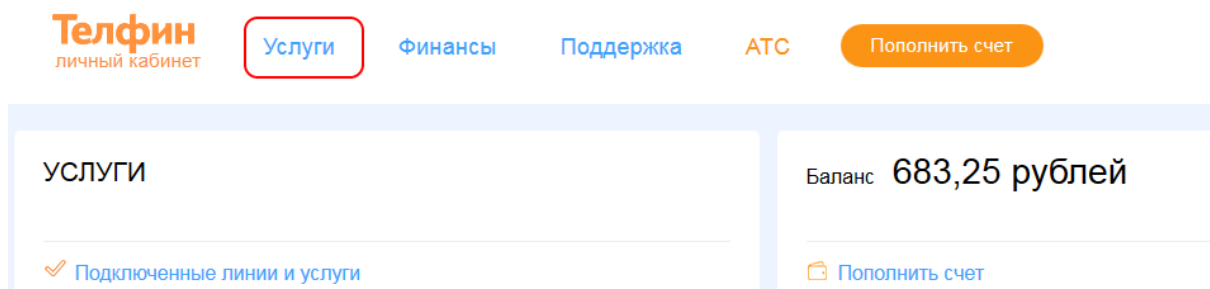 Телфин
личный кабинет
Услуги
Финансы
Поддержка
АТС
Пополнить счет
УСЛУГИ
Подключенные линии и услуги
Баланс 683,25 рублей
Пополнить счет